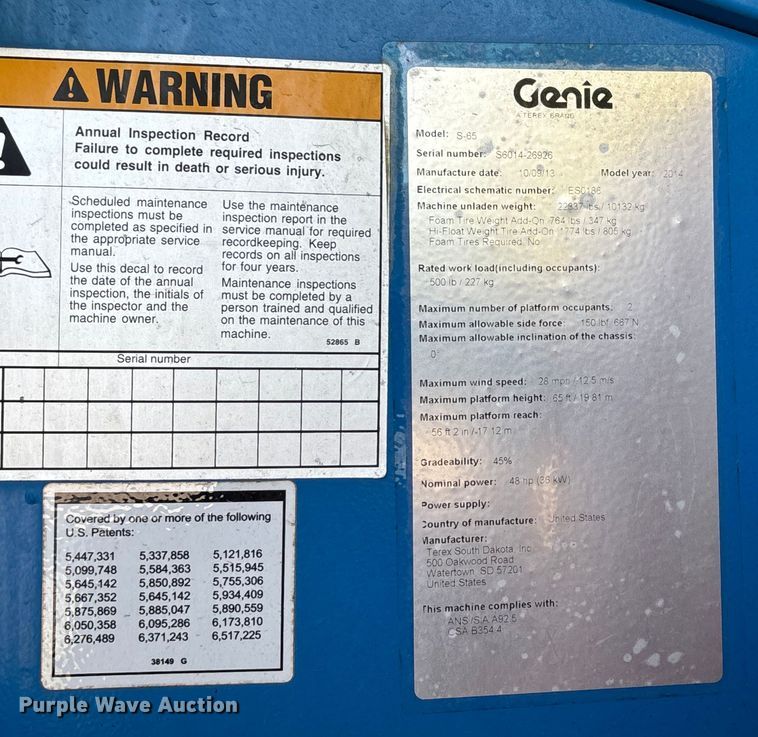 WARNING
Annual Inspection Record
Failure to complete required inspections
could result in death or serious injury.
Scheduled maintenance
inspections must be
completed as specified in
the appropriate service
manual.
Use this decal to record
the date of the annual
inspection, the initials of
the inspector and the
machine owner.
Use the maintenance
inspection report in the
service manual for required
recordkeeping. Keep
records on all inspections
for four years.
Maintenance inspections
must be completed by a
person trained and qualified
on the maintenance of this
machine.
52865 B
Serial number
Covered by one or more of the following
U.S. Patents:
5,447,331 5,337,858 5,121,816
5,099,748 5,584,363 5,515,945
5,645,142 5,850,892 5,755,306
5,667,352 5,645,142 5,934,409
5,875,869 5,885,047 5,890,559
6,050,358 6,095,286 6,173,810
6,276,489 6,371,243 6,517,225
38149 G
Genie
A TEREX BRAND
Model: S-65
Serial number: S6014-26926
Manufacture date: 10/09/13 Model year: 2014
Electrical schematic number: ES0186
Machine unladen weight: 22337 lbs / 10132 kg
Foam Tire Weight Add-On 764 lbs / 347 kg
Hi-Float Weight Tire Add-On 1774 lbs / 805 kg
Foam Tires Required: No
Rated work load(including occupants):
500 lb / 227 kg
Maximum number of platform occupants: 2
Maximum allowable side force: 150 lbf 667 N
Maximum allowable inclination of the chassis:
0°
Maximum wind speed: 28 mph / 12.5 m/s
Maximum platform height: 65 ft / 19.81 m
Maximum platform reach:
56 ft 2 in / 17.12 m
Gradeability: 45%
Nominal power: 48 hp (36 kW)
Power supply:
Country of manufacture: United States
Manufacturer:
Terex South Dakota, Inc
500 Oakwood Road
Watertown, SD 57201
United States
This machine complies with:
ANSI/SIA A92.5
CSA B354.4
Purple Wave Auction